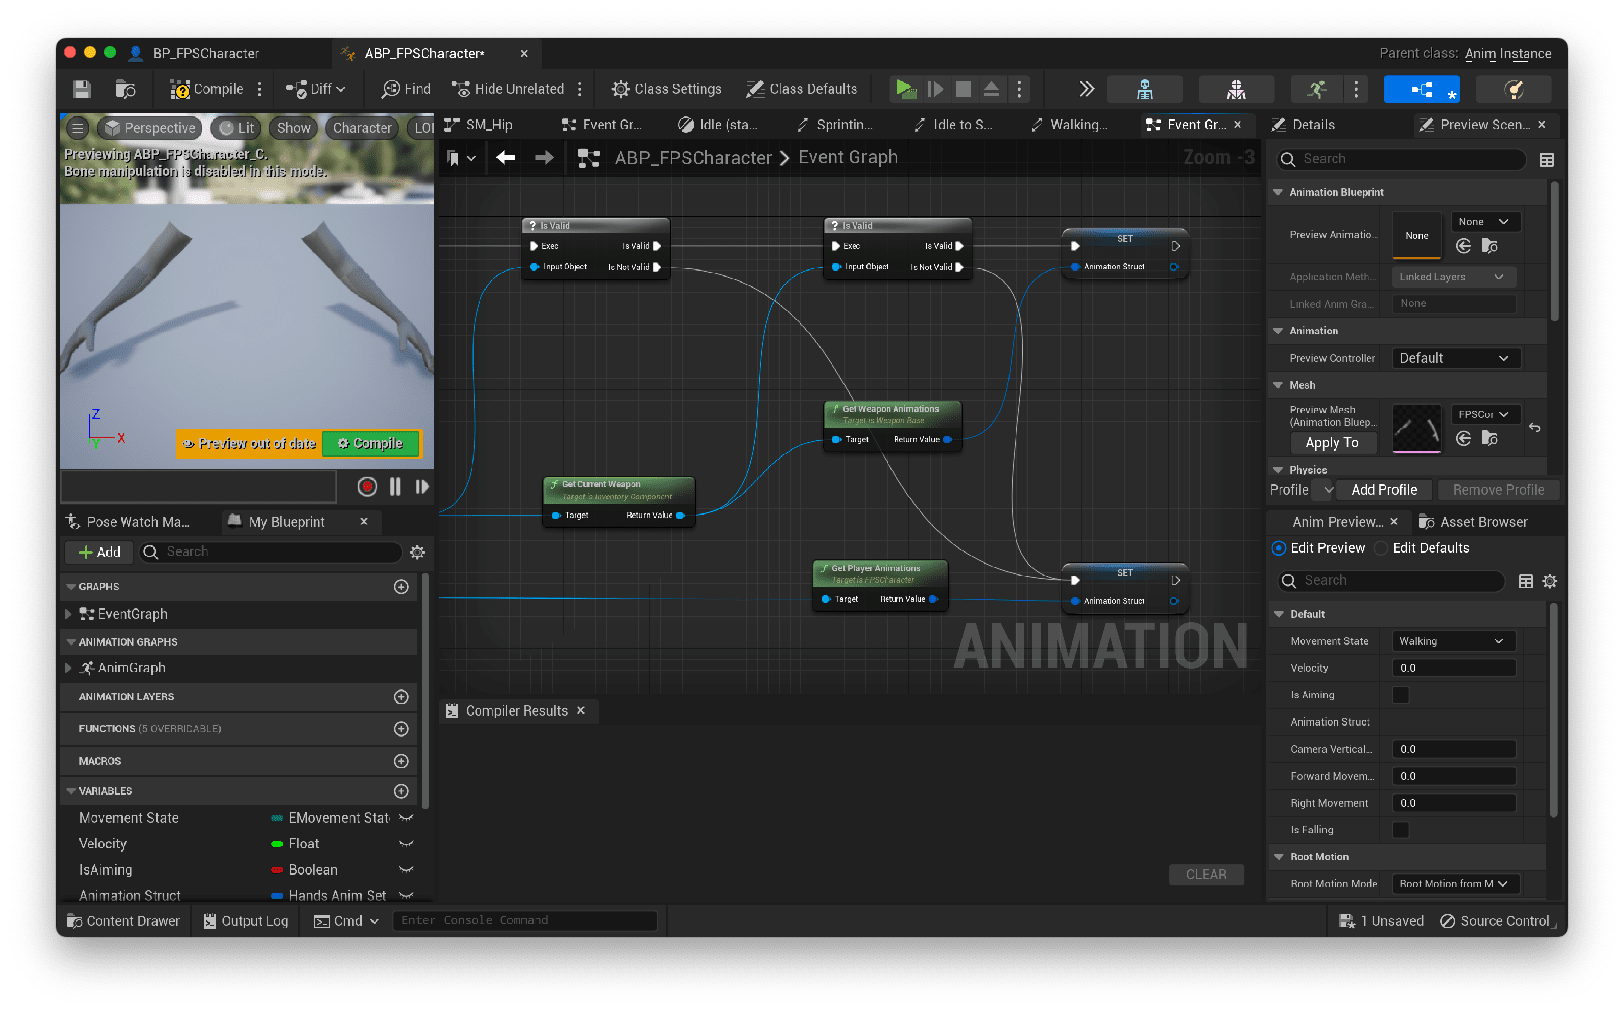 BP_FPSCharacter
ABP_FPSCharacter*
Parent class: Anim Instance
Compile
Diff
Find
Hide Unrelated
Class Settings
Class Defaults
Perspective
Lit
Show
Character
LOI
Previewing ABP_FPSCharacter_C.
Bone manipulation is disabled in this mode.
Z
X
Y
Preview out of date
Compile
SM_Hip
Event Gr...
Idle (sta...
Sprintin...
Idle to S...
Walking...
Event Gr...
ABP_FPSCharacter > Event Graph
Zoom -3
? Is Valid
Exec
Is Valid
Input Object
Is Not Valid
? Is Valid
Exec
Is Valid
Input Object
Is Not Valid
SET
Animation Struct
f Get Weapon Animations
Target is Weapon Base
Target
Return Value
f Get Current Weapon
Target is Inventory Component
Target
Return Value
f Get Player Animations
Target is FPSCharacter
Target
Return Value
SET
Animation Struct
ANIMATION
Compiler Results
CLEAR
Pose Watch Ma...
My Blueprint
Add
Search
GRAPHS
EventGraph
ANIMATION GRAPHS
AnimGraph
ANIMATION LAYERS
FUNCTIONS (5 OVERRIDABLE)
MACROS
VARIABLES
Movement State
EMovement Stat
Velocity
Float
IsAiming
Boolean
Animation Struct
Hands Anim Set
Details
Preview Scen...
Search
Animation Blueprint
Preview Animatio...
None
None
Application Meth...
Linked Layers
Linked Anim Gra...
None
Animation
Preview Controller
Default
Mesh
Preview Mesh
(Animation Bluep...
Apply To
FPSCor
Physics
Profile
Add Profile
Remove Profile
Anim Preview...
Asset Browser
Edit Preview
Edit Defaults
Search
Default
Movement State
Walking
Velocity
0.0
Is Aiming
Animation Struct
Camera Vertical...
0.0
Forward Movem...
0.0
Right Movement
0.0
Is Falling
Root Motion
Root Motion Mode
Root Motion from M
Content Drawer
Output Log
Cmd
Enter Console Command
1 Unsaved
Source Control